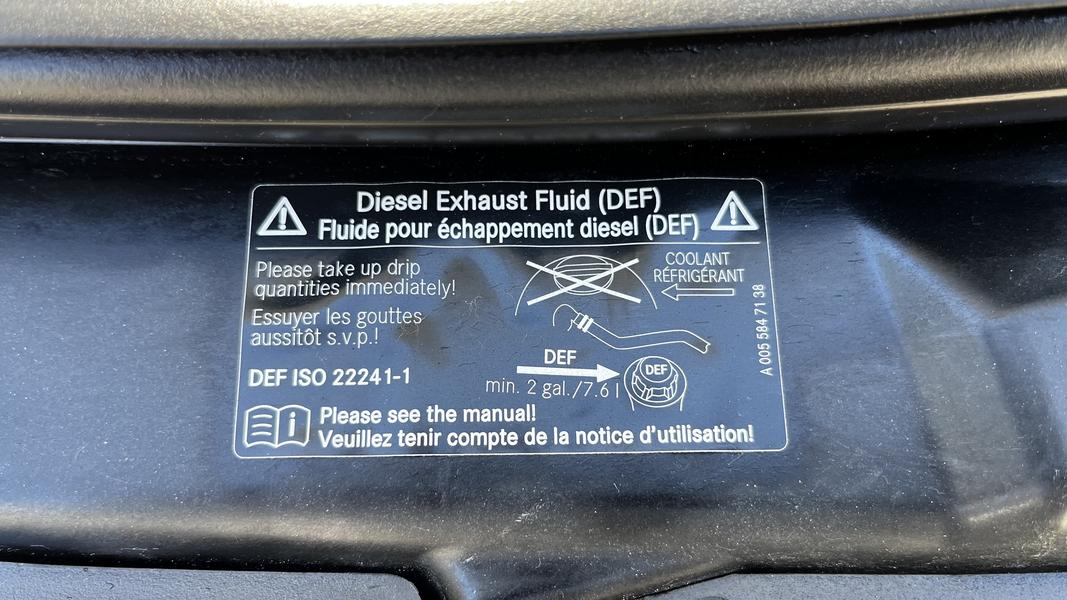 Diesel Exhaust Fluid (DEF)
Fluide pour échappement diesel (DEF)
Please take up drip
quantities immediately!
Essuyer les gouttes
aussitôt s.v.p.!
DEF ISO 22241-1
COOLANT
RÉFRIGÉRANT
DEF
min. 2 gal./7.6 l
DEF
A 005 584 71 38
i Please see the manual!
Veuillez tenir compte de la notice d'utilisation!